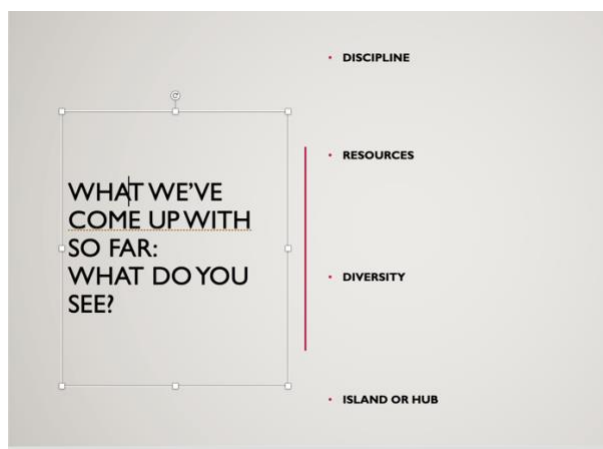 WHAT WE'VE
COME UP WITH
SO FAR:
WHAT DO YOU
SEE?
• DISCIPLINE
• RESOURCES
• DIVERSITY
• ISLAND OR HUB